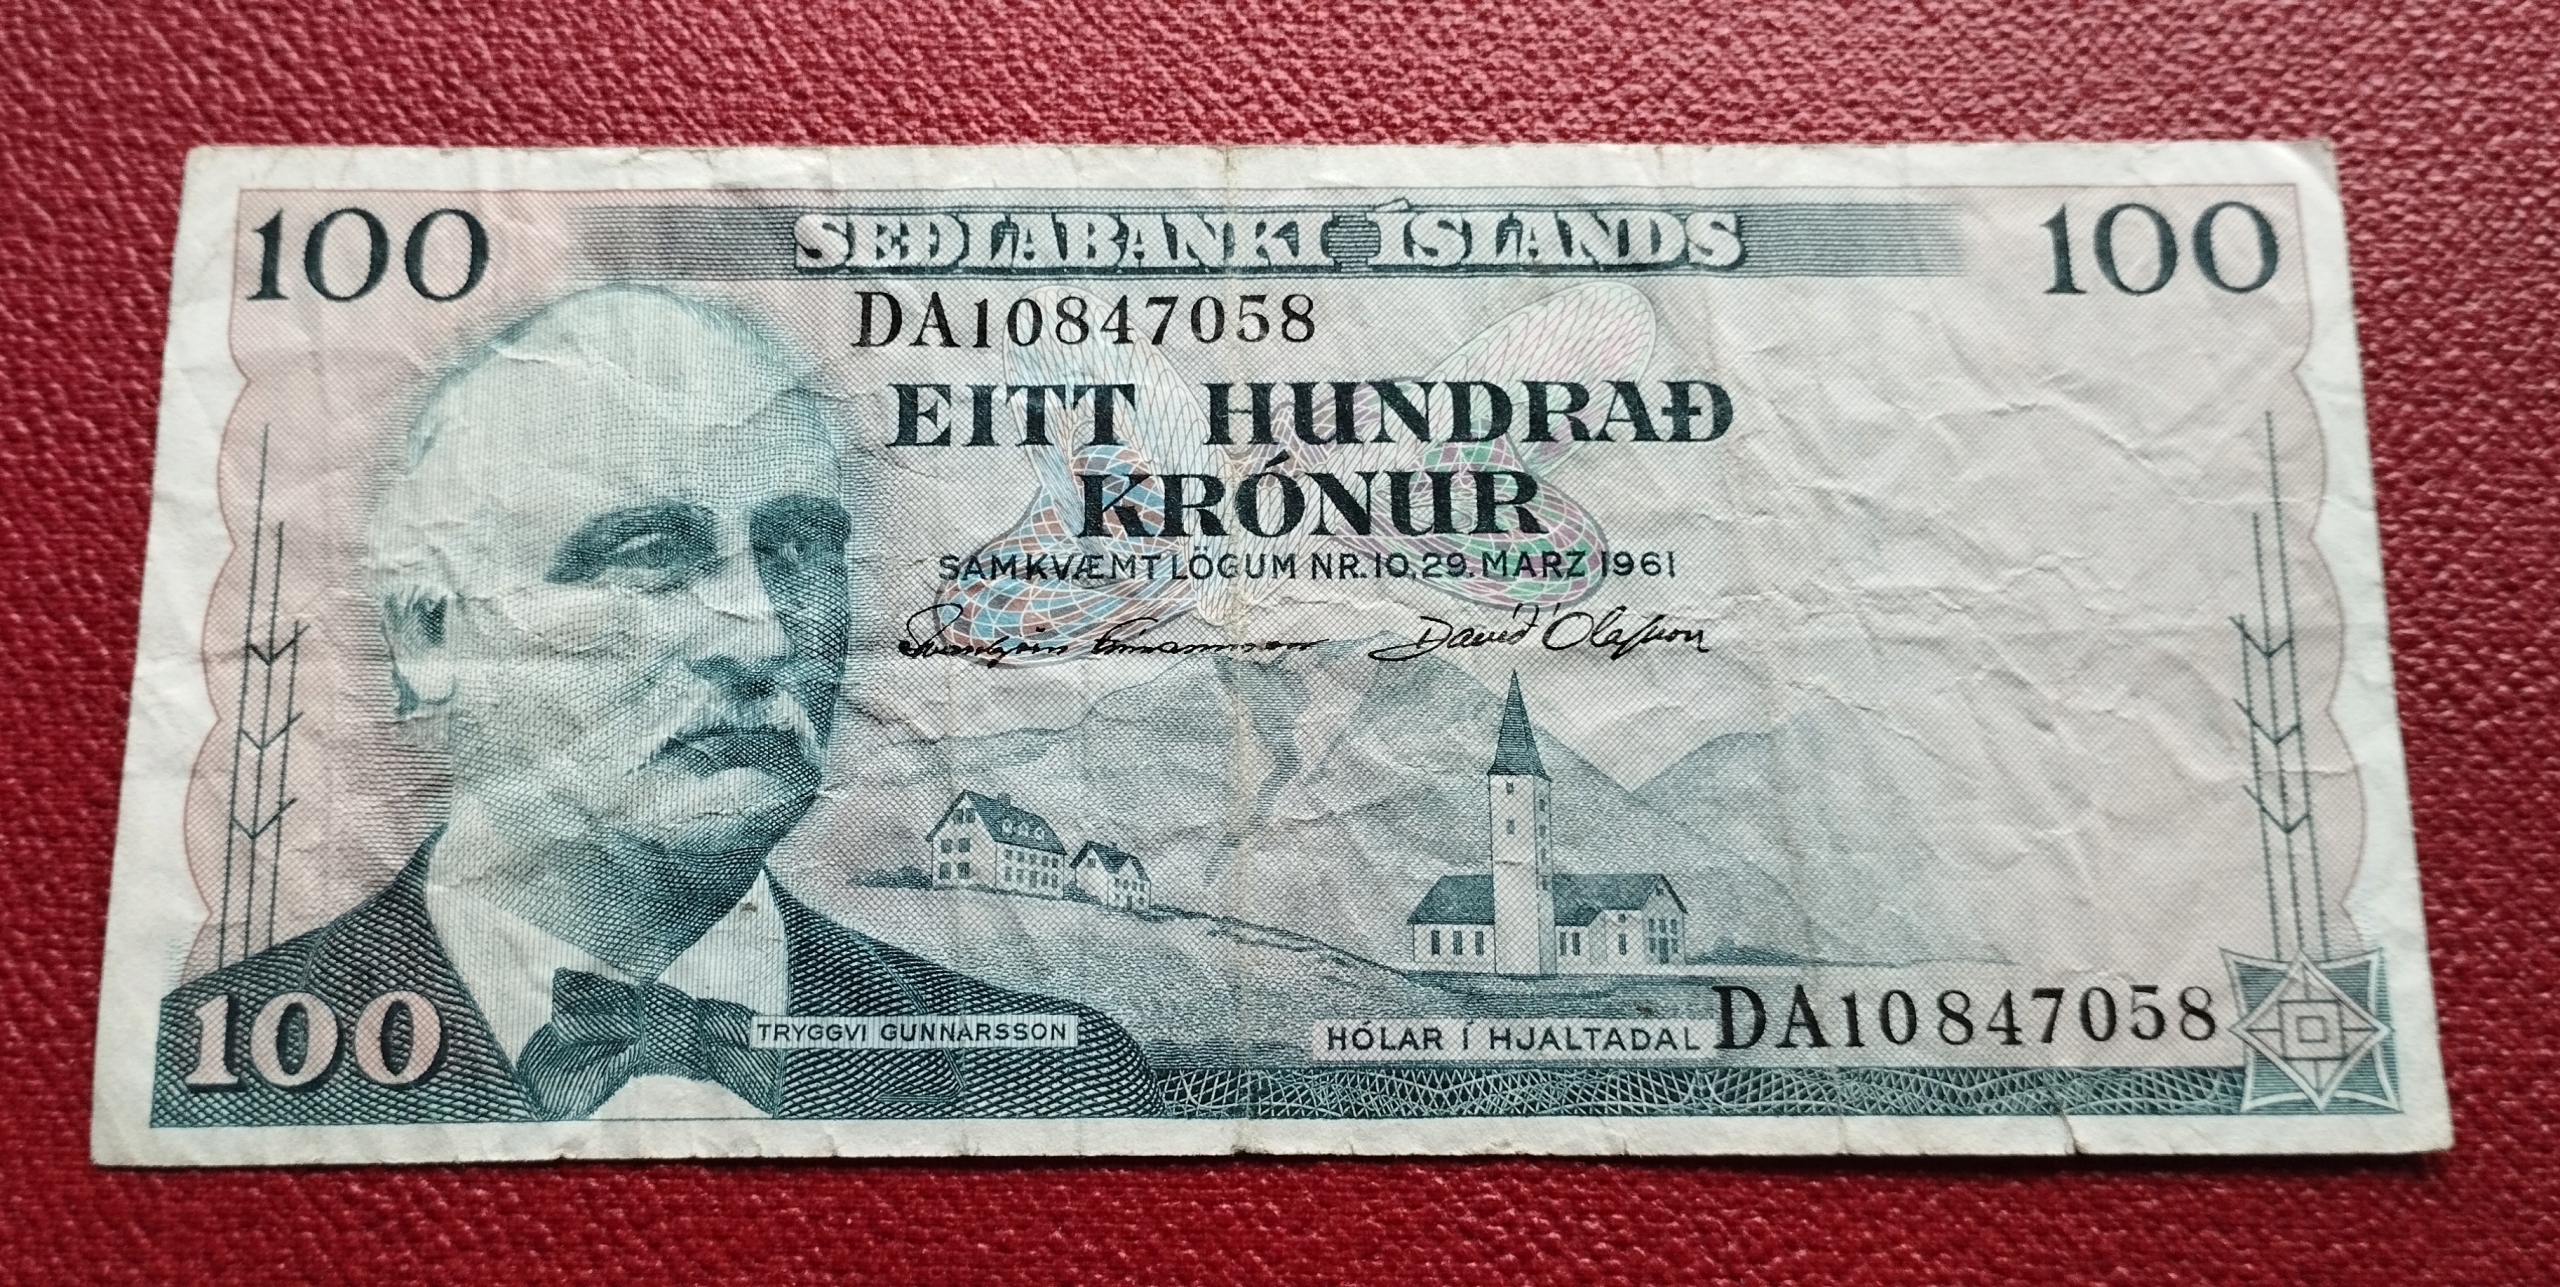 100 SEÐLABANKI ÍSLANDS 100
DA10847058
EITT HUNDRAÐ
KRÓNUR
SAMKVÆMT LÖGUM NR. 10, 29. MARZ 1961
Davíð Ólafsson
100 TRYGGVI GUNNARSSON HÓLAR Í HJALTADAL DA10847058